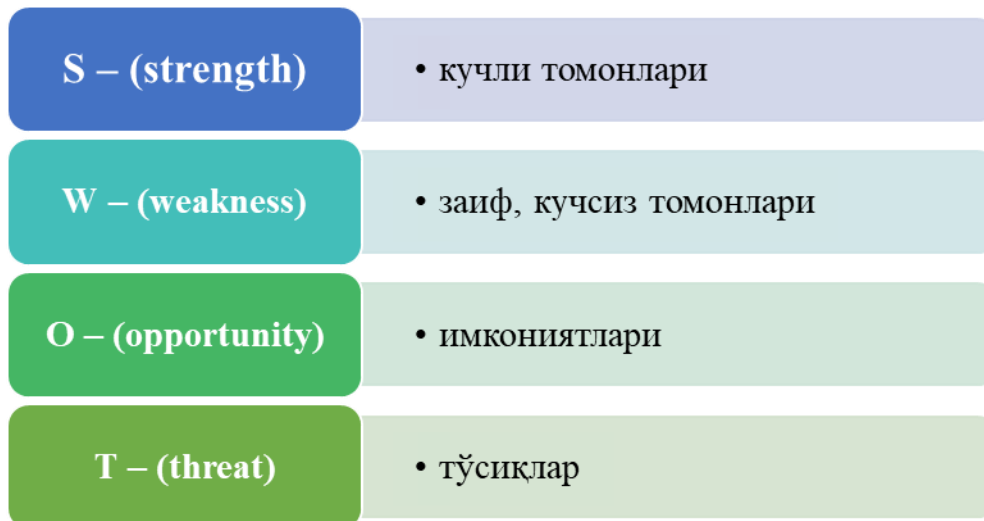 S – (strength)
• кучли томонлари
W – (weakness)
• заиф, кучсиз томонлари
O – (opportunity)
• имкониятлари
T – (threat)
• тўсиқлар